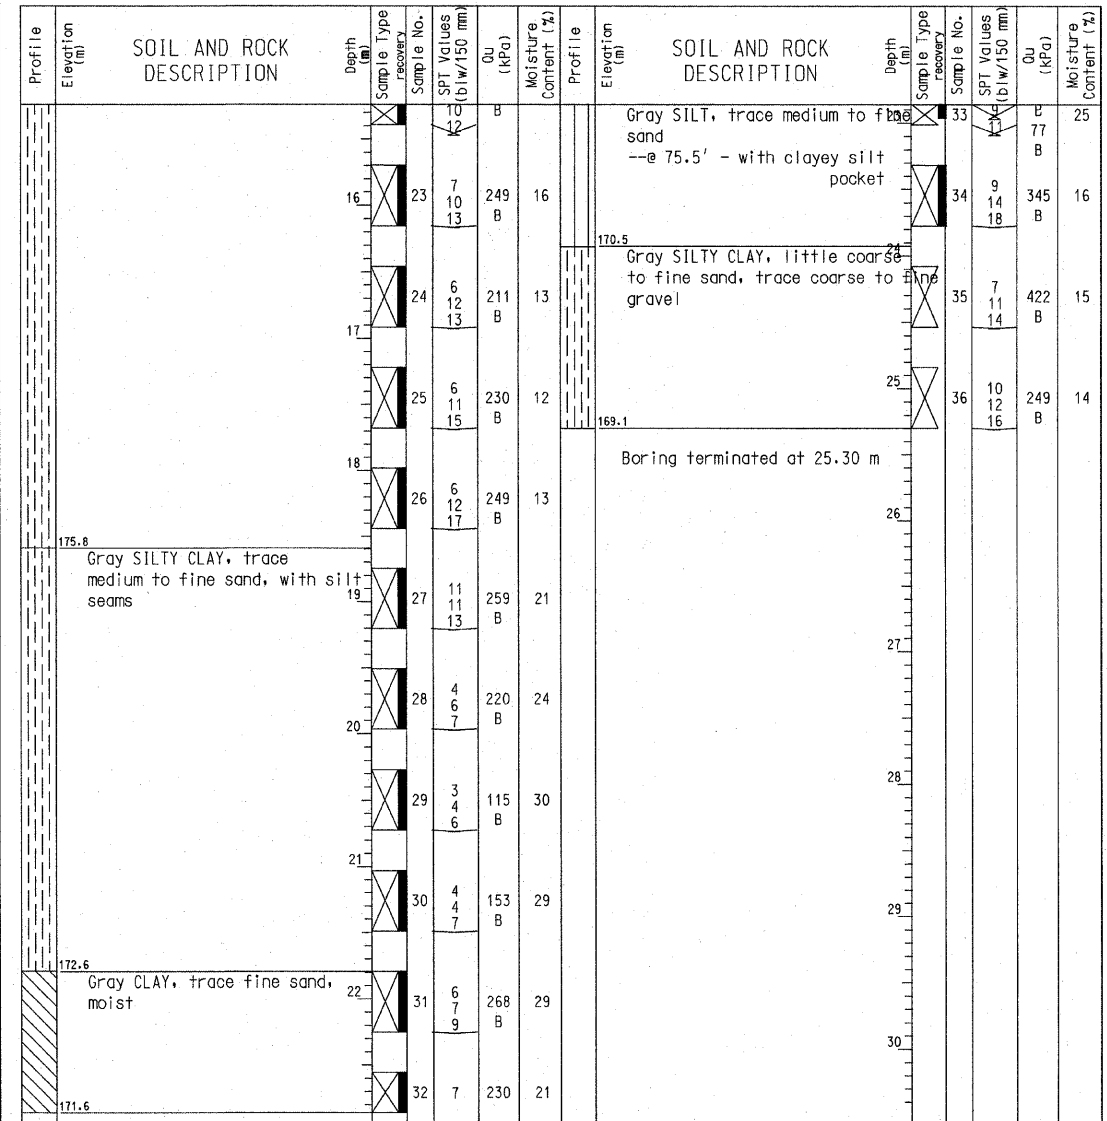 Profile
Elevation (m)
SOIL AND ROCK
DESCRIPTION
Depth (m)
Sample Type
recovery
Sample No.
SPT Values
(blw/150 mm)
Qu
(kPa)
Moisture
Content (%)
10 B
12
16 23 7 249 16
10
13 B
24 6 211 13
12
13 B
17
25 6 230 12
11
15 B
18
26 6 249 13
12
17 B
175.8
Gray SILTY CLAY, trace
medium to fine sand, with silt
seams
19 27 11 259 21
11
13 B
28 4 220 24
6
7 B
20
29 3 115 30
4
6 B
21
30 4 153 29
4
7 B
172.6
Gray CLAY, trace fine sand,
moist
22 31 6 268 29
7
9 B
32 7 230 21
171.6
Profile
Elevation (m)
SOIL AND ROCK
DESCRIPTION
Depth (m)
Sample Type
recovery
Sample No.
SPT Values
(blw/150 mm)
Qu
(kPa)
Moisture
Content (%)
Gray SILT, trace medium to fine 33 9 B 25
sand 11 77
--@ 75.5' - with clayey silt B
pocket
34 9 345 16
14
18 B
170.5
24
Gray SILTY CLAY, little coarse
to fine sand, trace coarse to fine
gravel
35 7 422 15
11
14 B
25
36 10 249 14
12
16 B
169.1
Boring terminated at 25.30 m
26
27
28
29
30